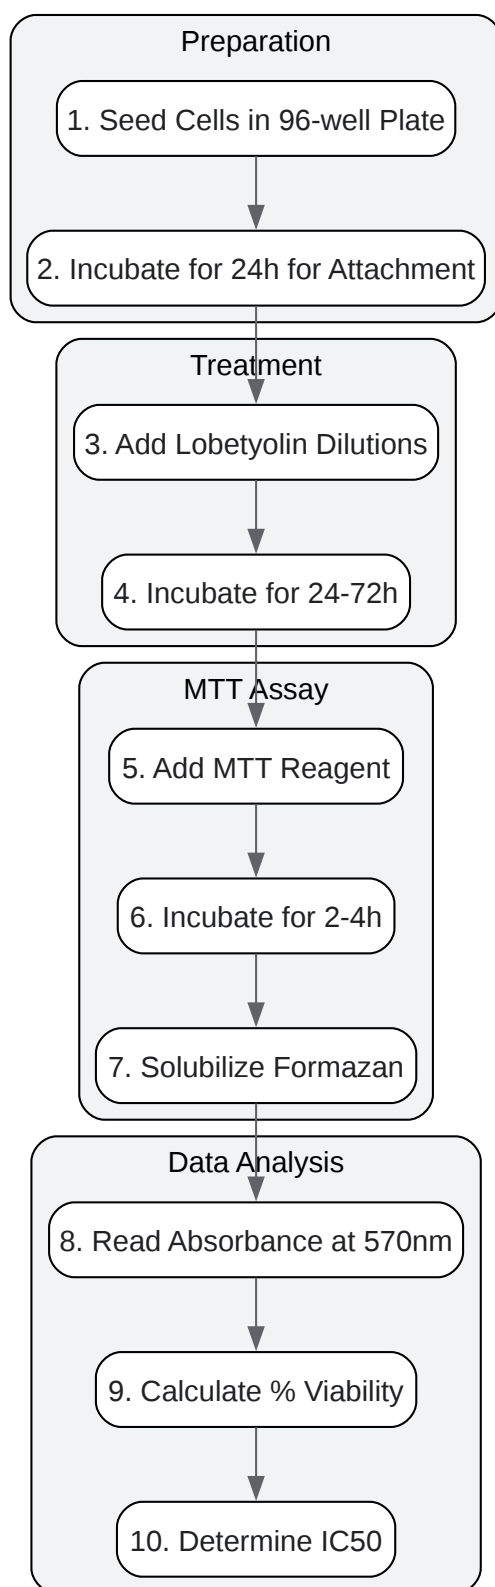 Preparation
1. Seed Cells in 96-well Plate
2. Incubate for 24h for Attachment
Treatment
3. Add Lobetyolin Dilutions
4. Incubate for 24-72h
MTT Assay
5. Add MTT Reagent
6. Incubate for 2-4h
7. Solubilize Formazan
Data Analysis
8. Read Absorbance at 570nm
9. Calculate % Viability
10. Determine IC50